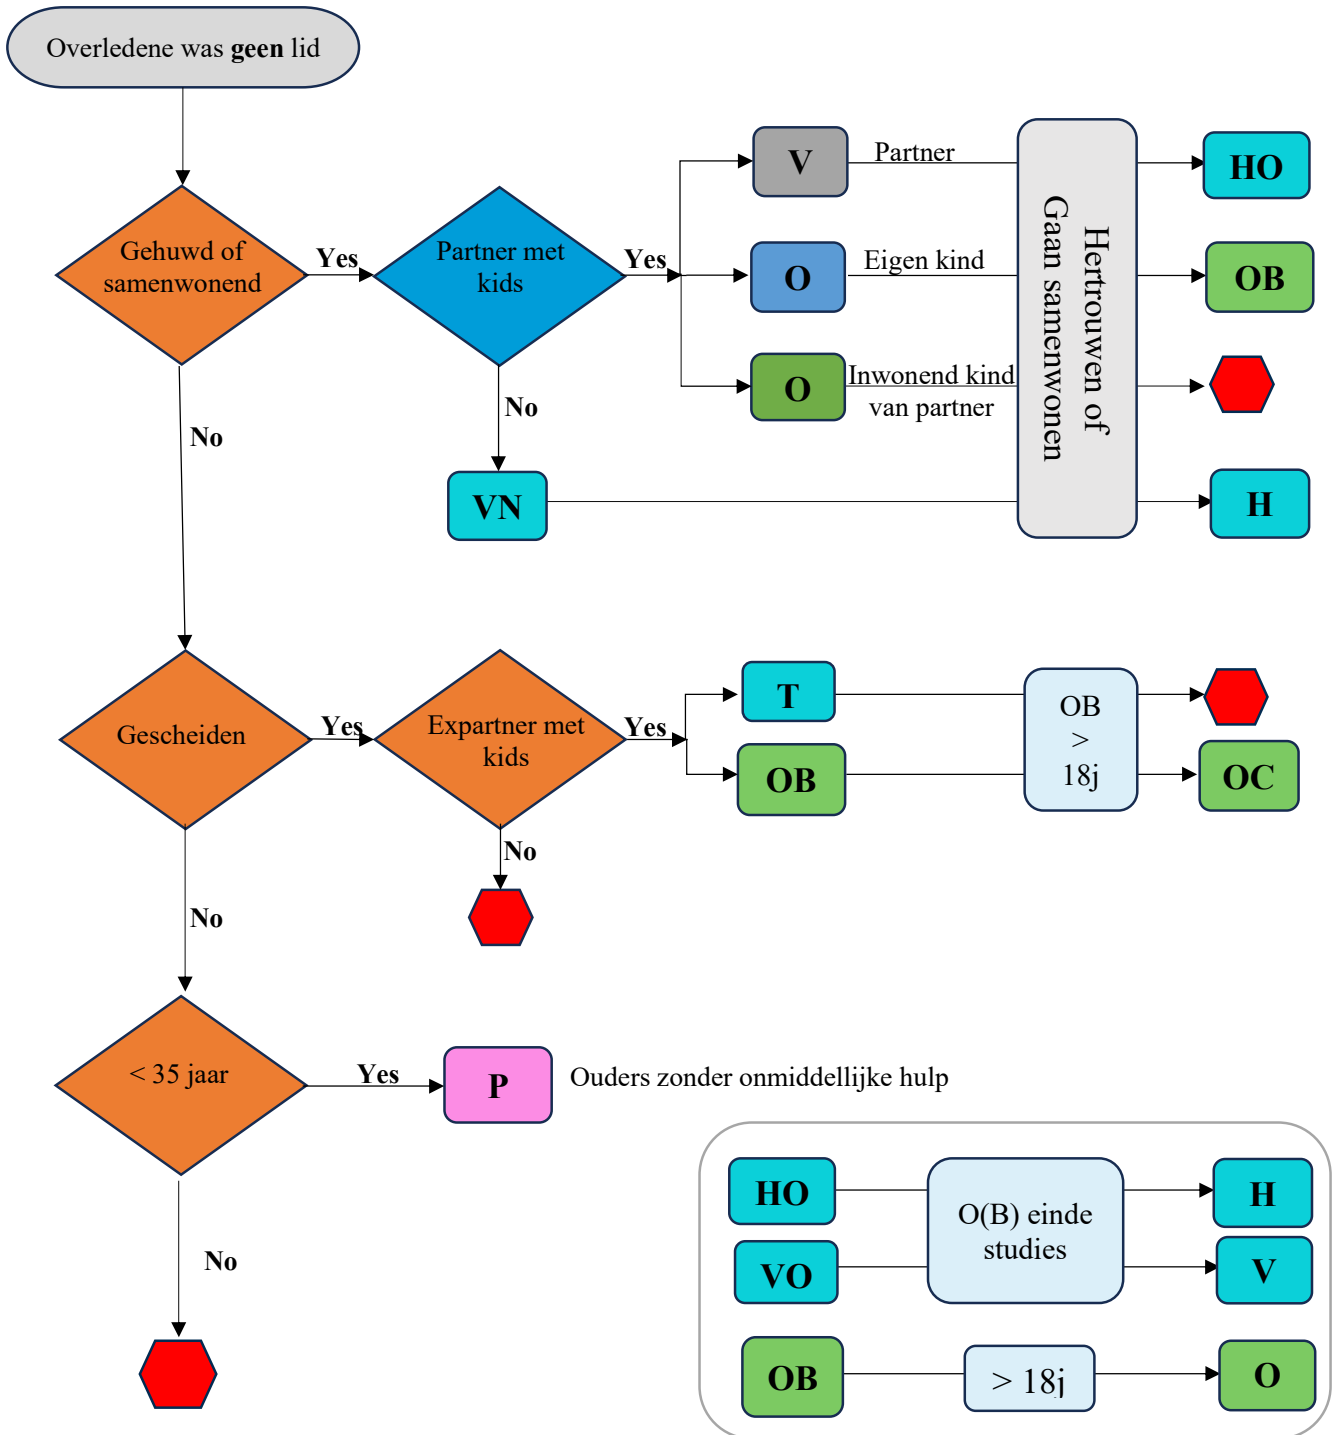 Overledene was geen lid
Gehuwd of
samenwonend
Yes
Partner met
kids
Yes
V
Partner
HO
O
Eigen kind
OB
O
Inwonend kind
van partner
Hertrouwen of
Gaan samenwonen
No
VN
H
No
Gescheiden
Yes
Expartner met
kids
Yes
T
OB
OB
>
18j
OC
No
No
< 35 jaar
Yes
P
Ouders zonder onmiddellijke hulp
No
HO
VO
O(B) einde
studies
H
V
OB
> 18j
O